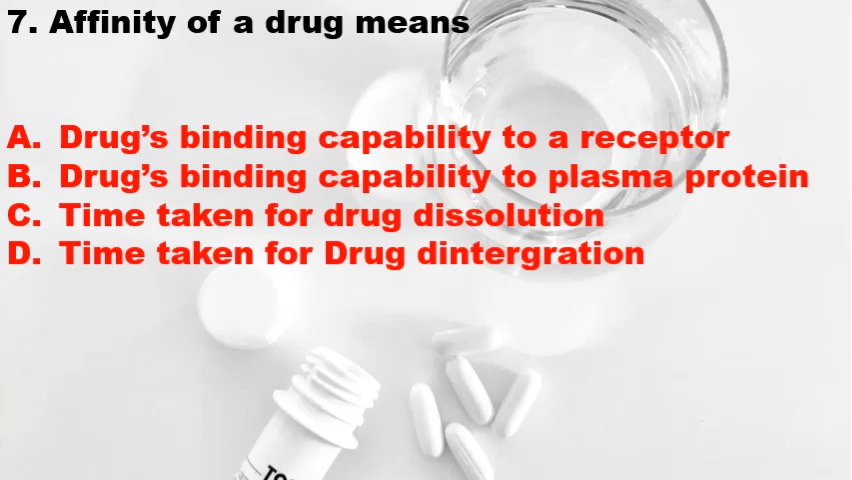 7. Affinity of a drug means
A. Drug’s binding capability to a receptor
B. Drug’s binding capability to plasma protein
C. Time taken for drug dissolution
D. Time taken for Drug dintergration